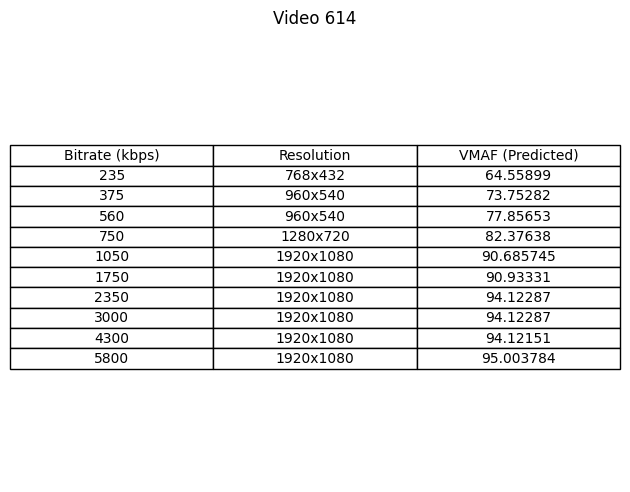 Video 614
Bitrate (kbps) Resolution VMAF (Predicted)
235 768x432 64.55899
375 960x540 73.75282
560 960x540 77.85653
750 1280x720 82.37638
1050 1920x1080 90.685745
1750 1920x1080 90.93331
2350 1920x1080 94.12287
3000 1920x1080 94.12287
4300 1920x1080 94.12151
5800 1920x1080 95.003784